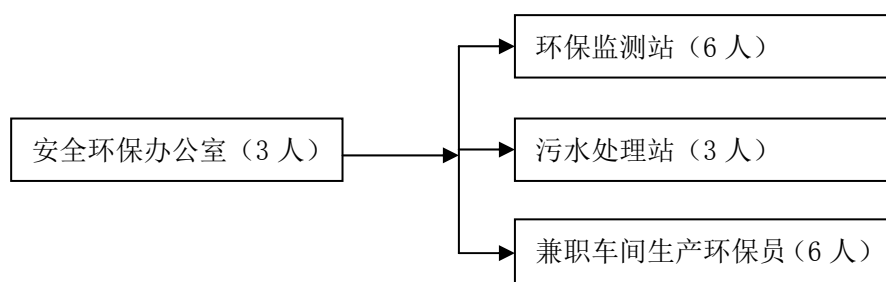 环保监测站（6 人）
安全环保办公室（3 人）
污水处理站（3 人）
兼职车间生产环保员（6 人）